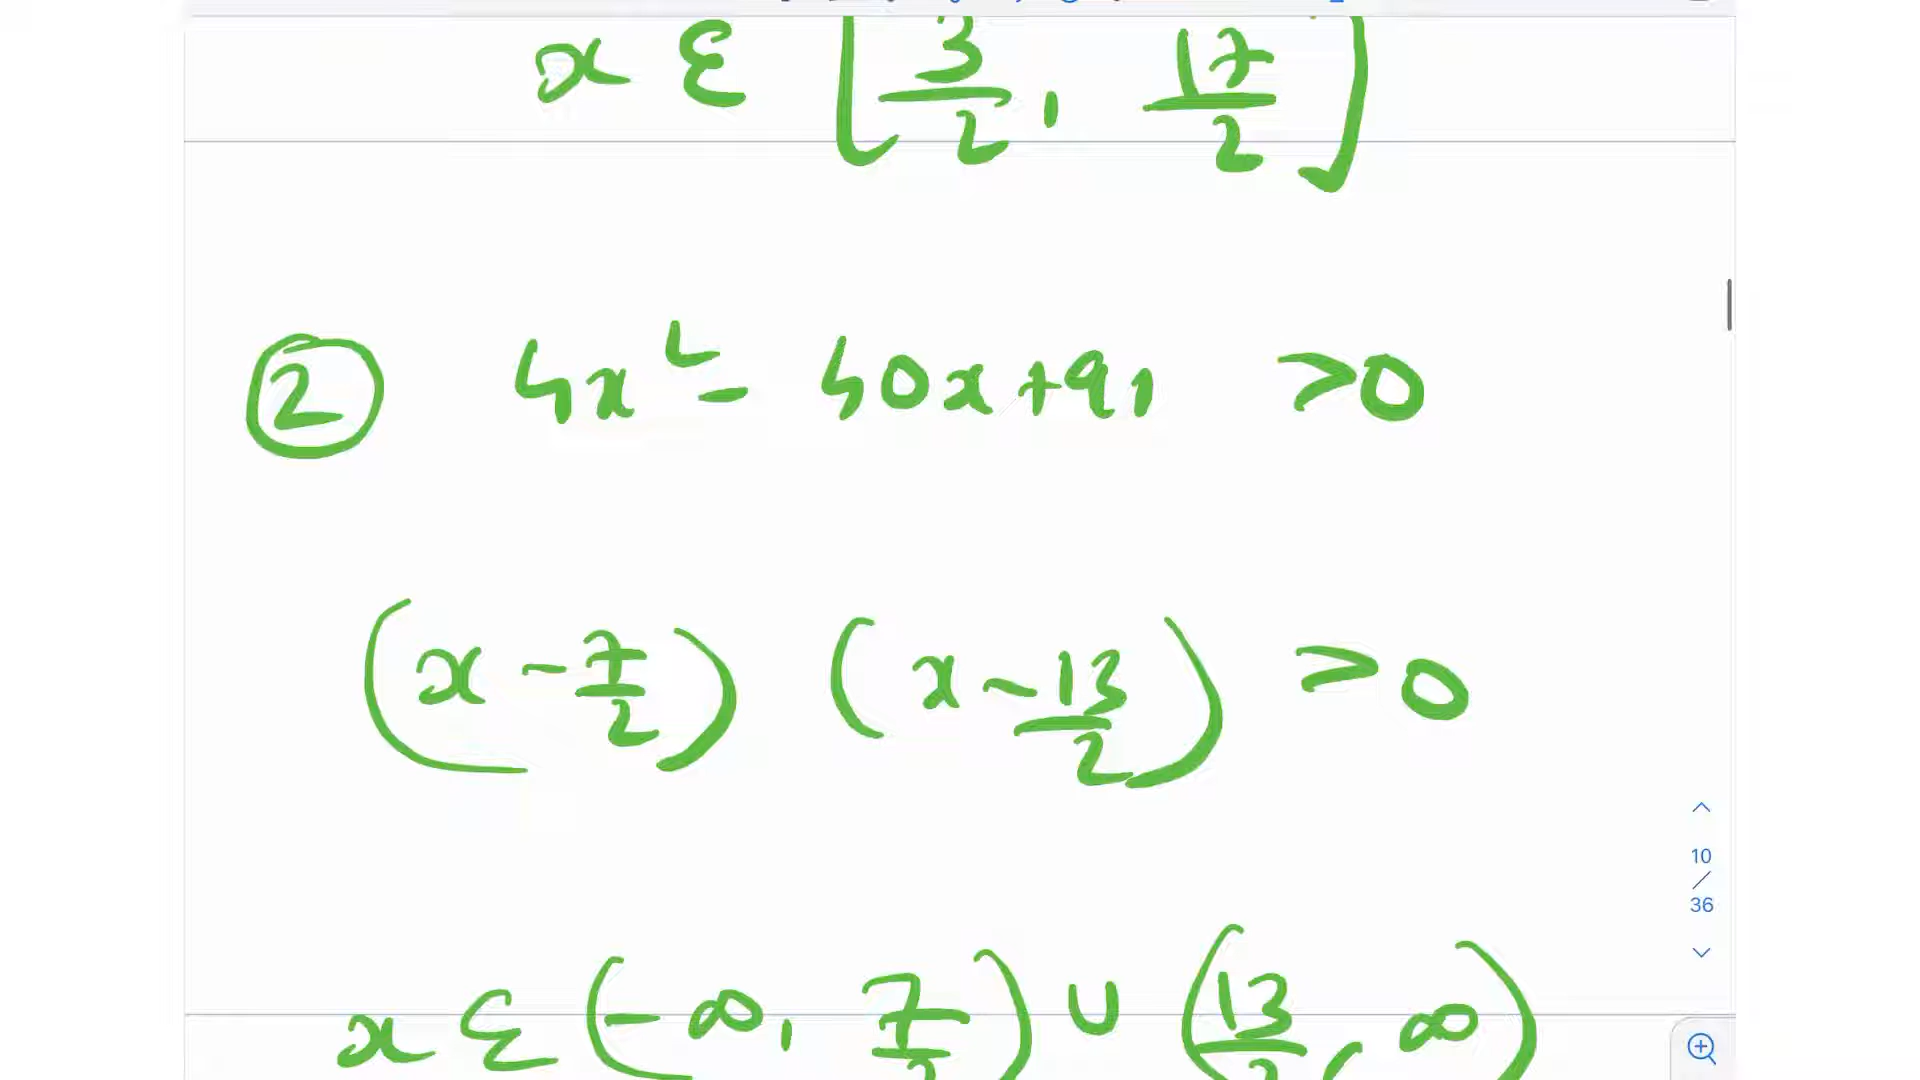 x ε [3/2, 17/2]
② 4x² - 40x+91 >0
(x - 7/2) (x - 13/2) >0
x ε (-∞, 7/2) ∪ (13/2, ∞)
10
/
36